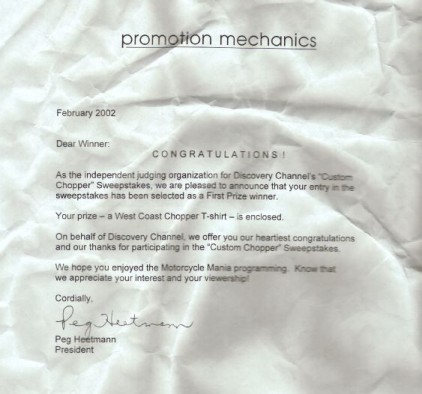 promotion mechanics
February 2002
Dear Winner:
CONGRATULATIONS!
As the independent judging organization for Discovery Channel's "Custom
Chopper" Sweepstakes, we are pleased to announce that your entry in the
sweepstakes has been selected as a First Prize winner.
Your prize – a West Coast Chopper T-shirt – is enclosed.
On behalf of Discovery Channel, we offer you our heartiest congratulations
and our thanks for participating in the "Custom Chopper" Sweepstakes.
We hope you enjoyed the Motorcycle Mania programming. Know that
we appreciate your interest and your viewership!
Cordially,
Peg Heetmann
Peg Heetmann
President